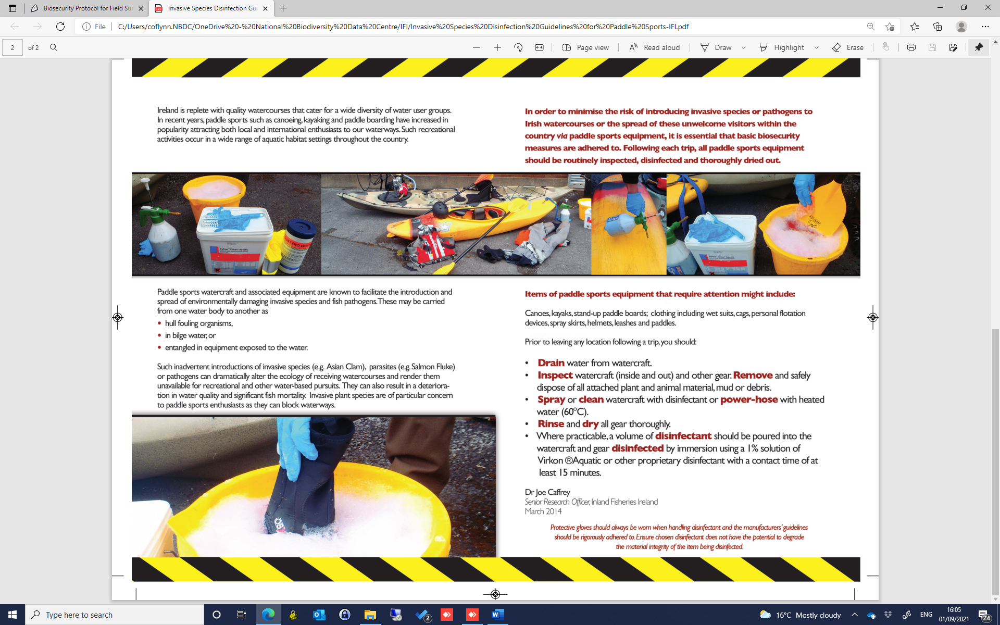 Biosecurity Protocol for Field Sur
Invasive Species Disinfection Gui
File
C:/Users/coflynn.NBDC/OneDrive%20-%20National%20Biodiversity%20Data%20Centre/IFI/Invasive%20Species%20Disinfection%20Guidelines%20for%20Paddle%20Sports-IFI.pdf
2 of 2
Page view
Read aloud
Draw
Highlight
Erase
Ireland is replete with quality watercourses that cater for a wide diversity of water user groups.
In recent years, paddle sports such as canoeing, kayaking and paddle boarding have increased in
popularity attracting both local and international enthusiasts to our waterways. Such recreational
activities occur in a wide range of aquatic habitat settings throughout the country.
In order to minimise the risk of introducing invasive species or pathogens to
Irish watercourses or the spread of these unwelcome visitors within the
country via paddle sports equipment, it is essential that basic biosecurity
measures are adhered to. Following each trip, all paddle sports equipment
should be routinely inspected, disinfected and thoroughly dried out.
DuPont™ Virkon® Aquatic
DuPont™ Virkon® Aquatic
Paddle sports watercraft and associated equipment are known to facilitate the introduction and
spread of environmentally damaging invasive species and fish pathogens. These may be carried
from one water body to another as
• hull fouling organisms,
• in bilge water, or
• entangled in equipment exposed to the water.
Such inadvertent introductions of invasive species (e.g. Asian Clam), parasites (e.g. Salmon Fluke)
or pathogens can dramatically alter the ecology of receiving watercourses and render them
unavailable for recreational and other water-based pursuits. They can also result in a deteriora-
tion in water quality and significant fish mortality. Invasive plant species are of particular concern
to paddle sports enthusiasts as they can block waterways.
Items of paddle sports equipment that require attention might include:
Canoes, kayaks, stand-up paddle boards; clothing including wet suits, cags, personal flotation
devices, spray skirts, helmets, leashes and paddles.
Prior to leaving any location following a trip, you should:
• Drain water from watercraft.
• Inspect watercraft (inside and out) and other gear. Remove and safely
dispose of all attached plant and animal material, mud or debris.
• Spray or clean watercraft with disinfectant or power-hose with heated
water (60°C).
• Rinse and dry all gear thoroughly.
• Where practicable, a volume of disinfectant should be poured into the
watercraft and gear disinfected by immersion using a 1% solution of
Virkon ®Aquatic or other proprietary disinfectant with a contact time of at
least 15 minutes.
Dr Joe Caffrey
Senior Research Officer, Inland Fisheries Ireland
March 2014
Protective gloves should always be worn when handling disinfectant and the manufacturers' guidelines
should be rigorously adhered to. Ensure chosen disinfectant does not have the potential to degrade
the material integrity of the item being disinfected.
Type here to search
2
16°C Mostly cloudy
ENG
16:05
01/09/2021
24